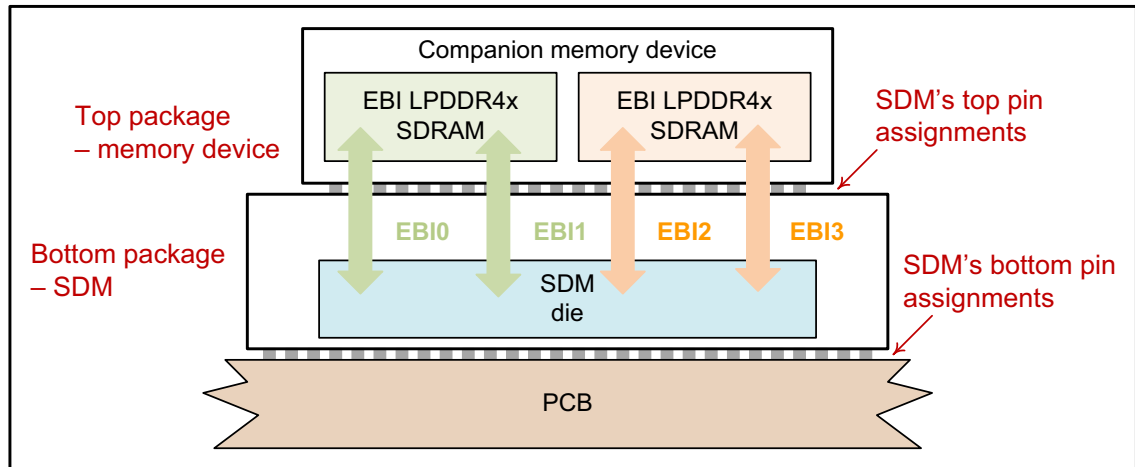 Companion memory device
EBI LPDDR4x
SDRAM
EBI LPDDR4x
SDRAM
Top package
– memory device
SDM’s top pin
assignments
EBI0
EBI1
EBI2
EBI3
Bottom package
– SDM
SDM
die
SDM’s bottom pin
assignments
PCB